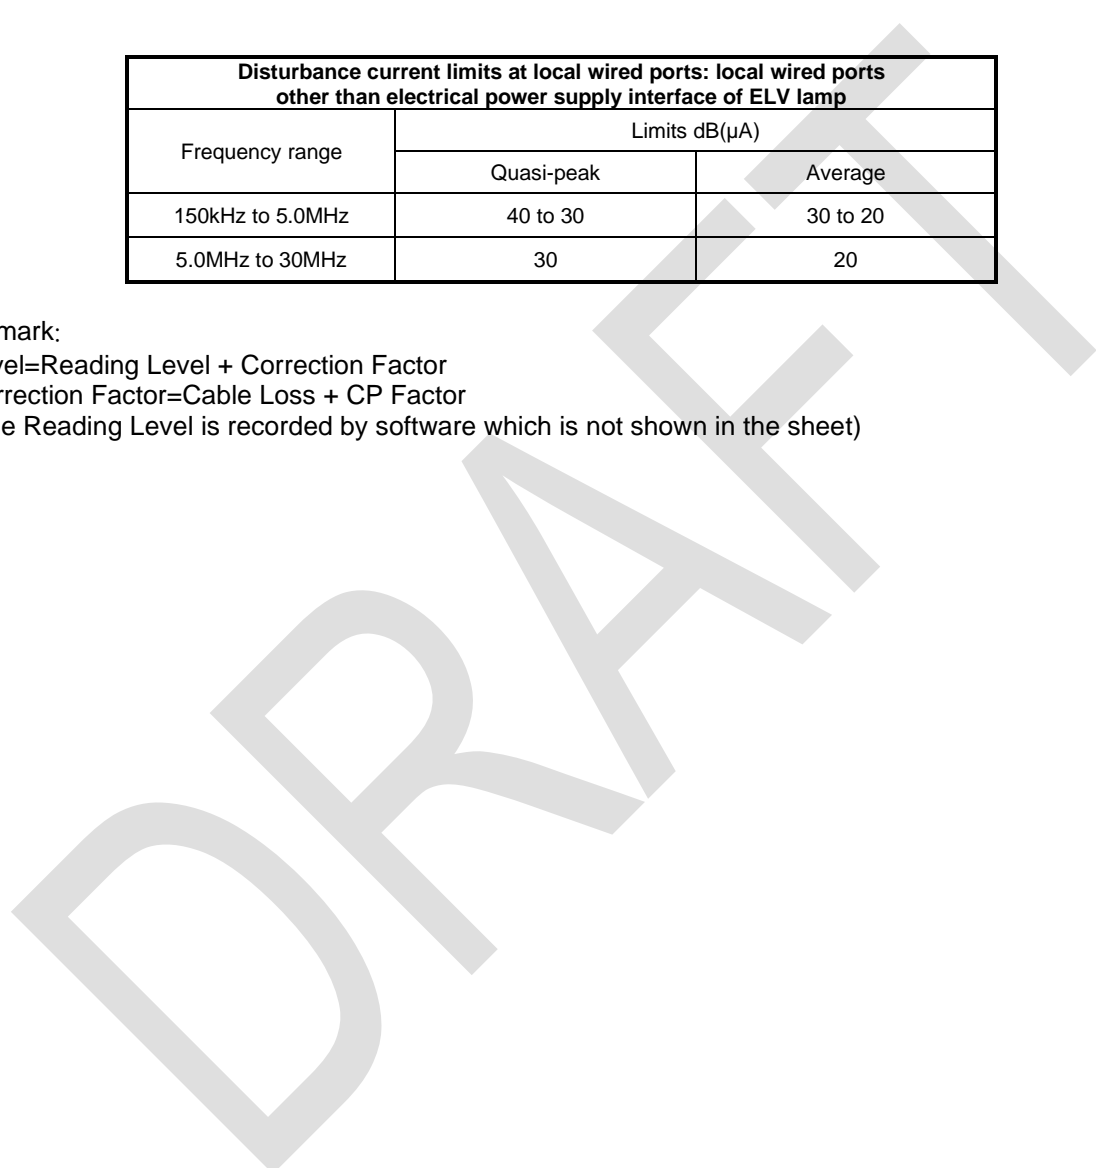 Disturbance current limits at local wired ports: local wired ports
other than electrical power supply interface of ELV lamp
Frequency range
Limits dB(μA)
Quasi-peak
Average
150kHz to 5.0MHz
40 to 30
30 to 20
5.0MHz to 30MHz
30
20
mark:
vel=Reading Level + Correction Factor
rrection Factor=Cable Loss + CP Factor
e Reading Level is recorded by software which is not shown in the sheet)
DRAFT